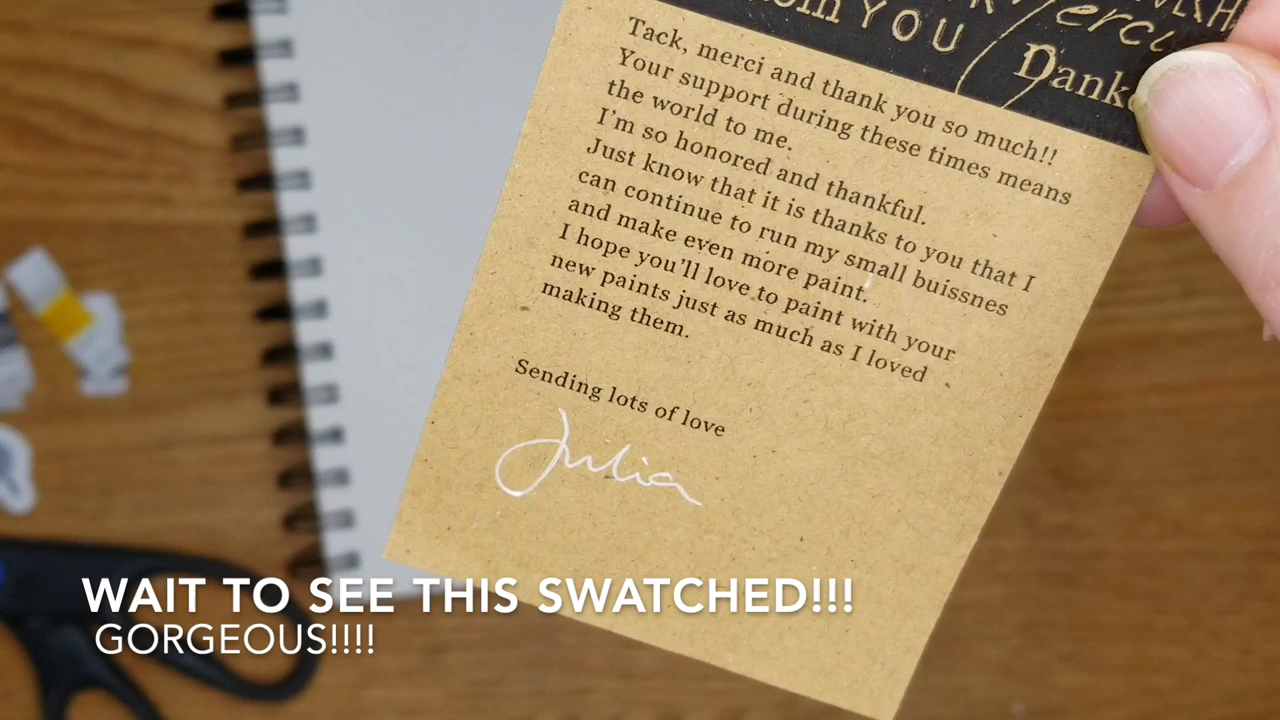 YOU
Merci
Tack, merci and thank you so much!!
Your support during these times means
the world to me.
I'm so honored and thankful.
Just know that it is thanks to you that I
can continue to run my small buissnes
and make even more paint.
I hope you'll love to paint with your
new paints just as much as I loved
making them.
Sending lots of love
Julia
WAIT TO SEE THIS SWATCHED!!!
GORGEOUS!!!!